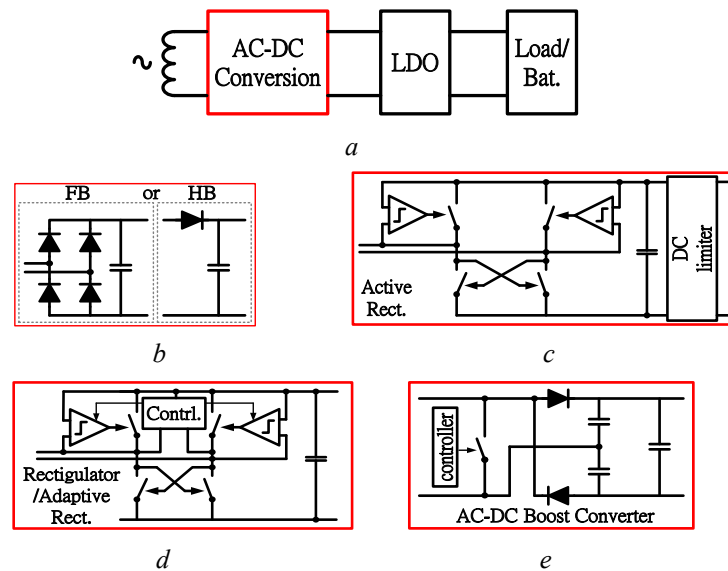 AC-DC
Conversion
LDO
Load/
Bat.
~
a
FB or HB
b
Active
Rect.
DC
limiter
c
Contrl.
Rectigulator
/Adaptive
Rect.
d
controller
AC-DC Boost Converter
e